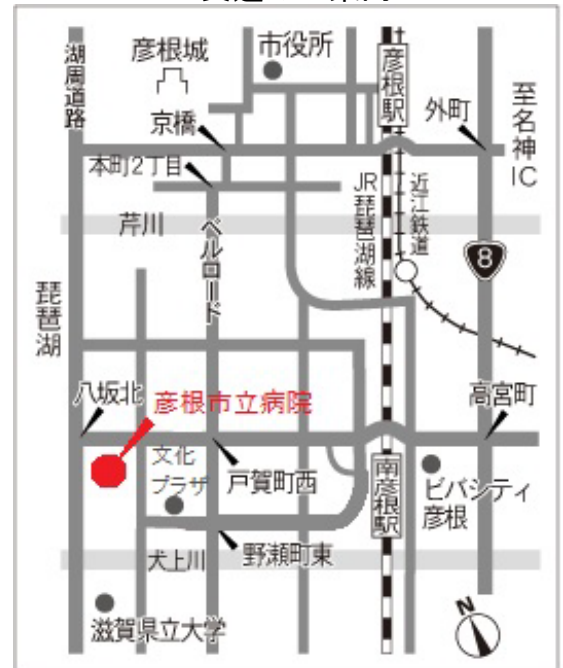 湖周道路
彦根城
市役所
彦根駅
外町
至名神IC
京橋
本町2丁目
芹川
ベルロード
JR琵琶湖線
近江鉄道
8
琵琶湖
八坂北
彦根市立病院
高宮町
文化
プラザ
戸賀町西
南彦根駅
ビバシティ
彦根
犬上川
野瀬町東
滋賀県立大学
N